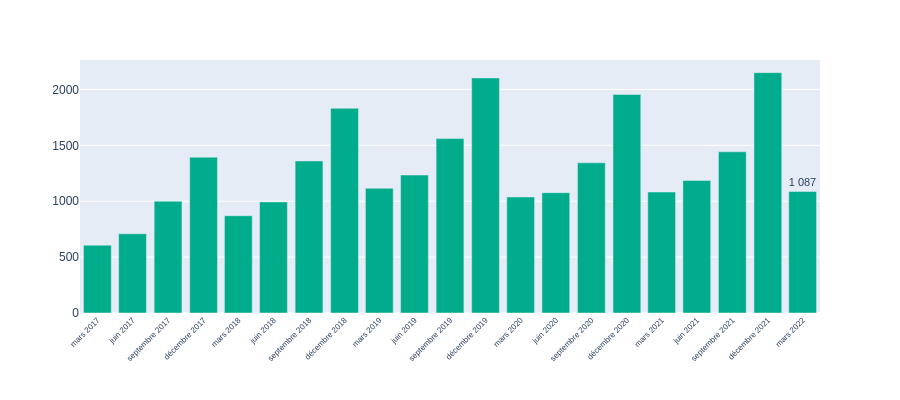 2000
1500
1000
500
0
1 087
mars 2017
juin 2017
septembre 2017
décembre 2017
mars 2018
juin 2018
septembre 2018
décembre 2018
mars 2019
juin 2019
septembre 2019
décembre 2019
mars 2020
juin 2020
septembre 2020
décembre 2020
mars 2021
juin 2021
septembre 2021
décembre 2021
mars 2022